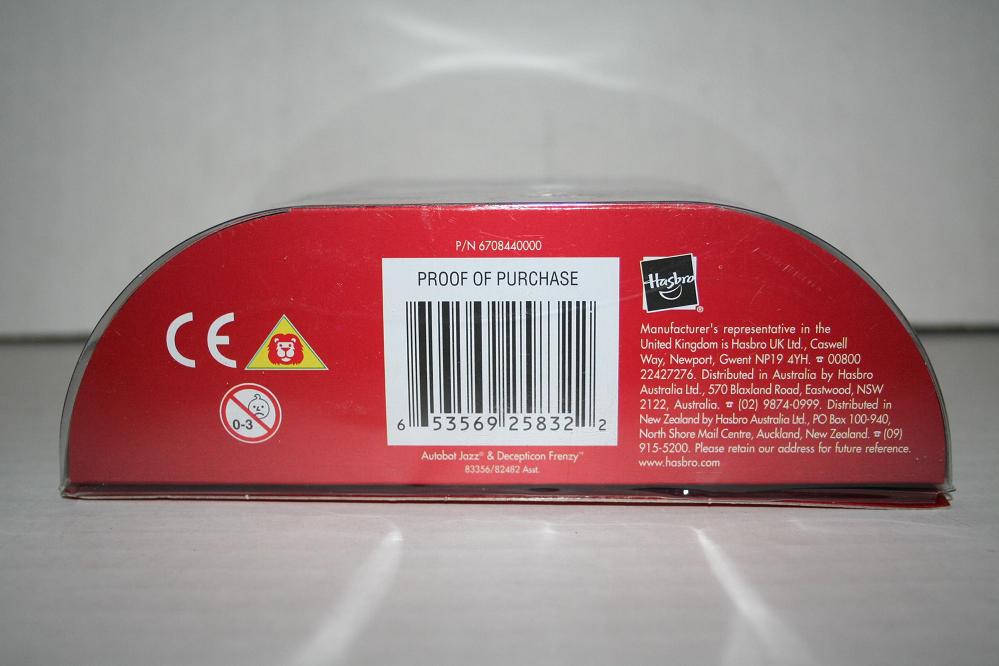 P/N 6708440000
PROOF OF PURCHASE
6 53569 25832 2
Autobot Jazz® & Decepticon Frenzy™
83356/82482 Asst.
CE
0-3
Hasbro
®
Manufacturer's representative in the
United Kingdom is Hasbro UK Ltd., Caswell
Way, Newport, Gwent NP19 4YH. ☎ 00800
22427276. Distributed in Australia by Hasbro
Australia Ltd., 570 Blaxland Road, Eastwood, NSW
2122, Australia. ☎ (02) 9874-0999. Distributed in
New Zealand by Hasbro Australia Ltd., PO Box 100-940,
North Shore Mail Centre, Auckland, New Zealand. ☎ (09)
915-5200. Please retain our address for future reference.
www.hasbro.com